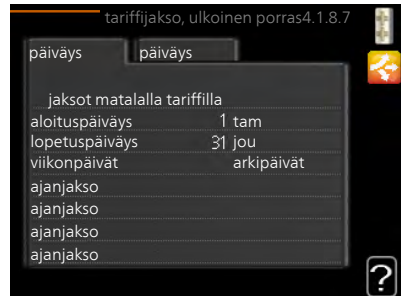 tariffijakso, ulkoinen porras4.1.8.7
päiväys päiväys
jaksot matalalla tariffilla
aloituspäiväys 1 tam
lopetuspäiväys 31 jou
viikonpäivät arkipäivät
ajanjakso
ajanjakso
ajanjakso
ajanjakso
?